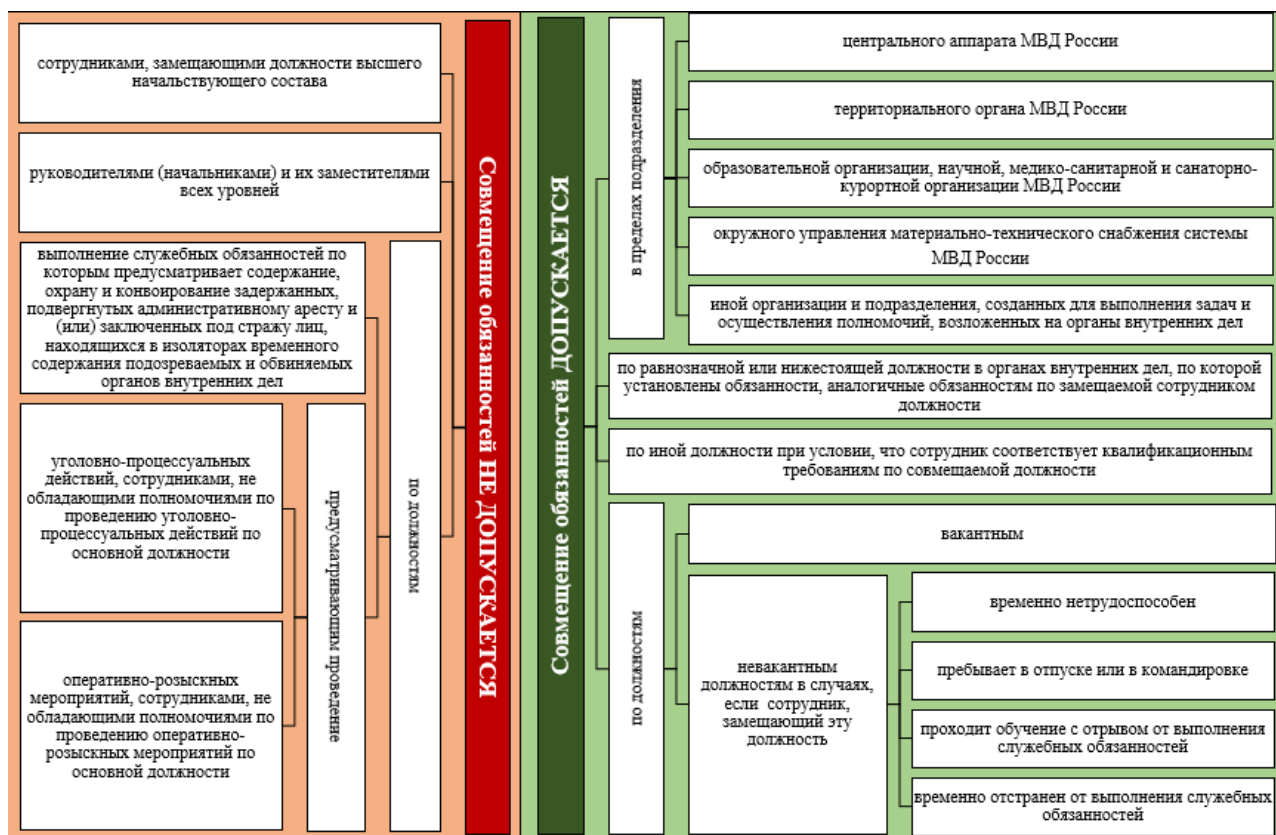 сотрудниками, замещающими должности высшего
начальствующего состава
руководителями (начальниками) и их заместителями
всех уровней
выполнение служебных обязанностей по
которым предусматривает содержание,
охрану и конвоирование задержанных,
подвергнутых административному аресту и
(или) заключенных под стражу лиц,
находящихся в изоляторах временного
содержания подозреваемых и обвиняемых
органов внутренних дел
уголовно-процессуальных
действий, сотрудниками, не
обладающими полномочиями по
проведению уголовно-
процессуальных действий по
основной должности
оперативно-розыскных
мероприятий, сотрудниками, не
обладающими полномочиями по
проведению оперативно-
розыскных мероприятий по
основной должности
предусматривающим проведение
по должностям
Совмещение обязанностей НЕ ДОПУСКАЕТСЯ
Совмещение обязанностей ДОПУСКАЕТСЯ
в пределах подразделения
центрального аппарата МВД России
территориального органа МВД России
образовательной организации, научной, медико-санитарной и санаторно-
курортной организации МВД России
окружного управления материально-технического снабжения системы
МВД России
иной организации и подразделения, созданных для выполнения задач и
осуществления полномочий, возложенных на органы внутренних дел
по равнозначной или нижестоящей должности в органах внутренних дел, по которой
установлены обязанности, аналогичные обязанностям по замещаемой сотрудником
должности
по иной должности при условии, что сотрудник соответствует квалификационным
требованиям по совмещаемой должности
по должностям
вакантным
невакантным
должностям в случаях,
если сотрудник,
замещающий эту
должность
временно нетрудоспособен
пребывает в отпуске или в командировке
проходит обучение с отрывом от выполнения
служебных обязанностей
временно отстранен от выполнения служебных
обязанностей